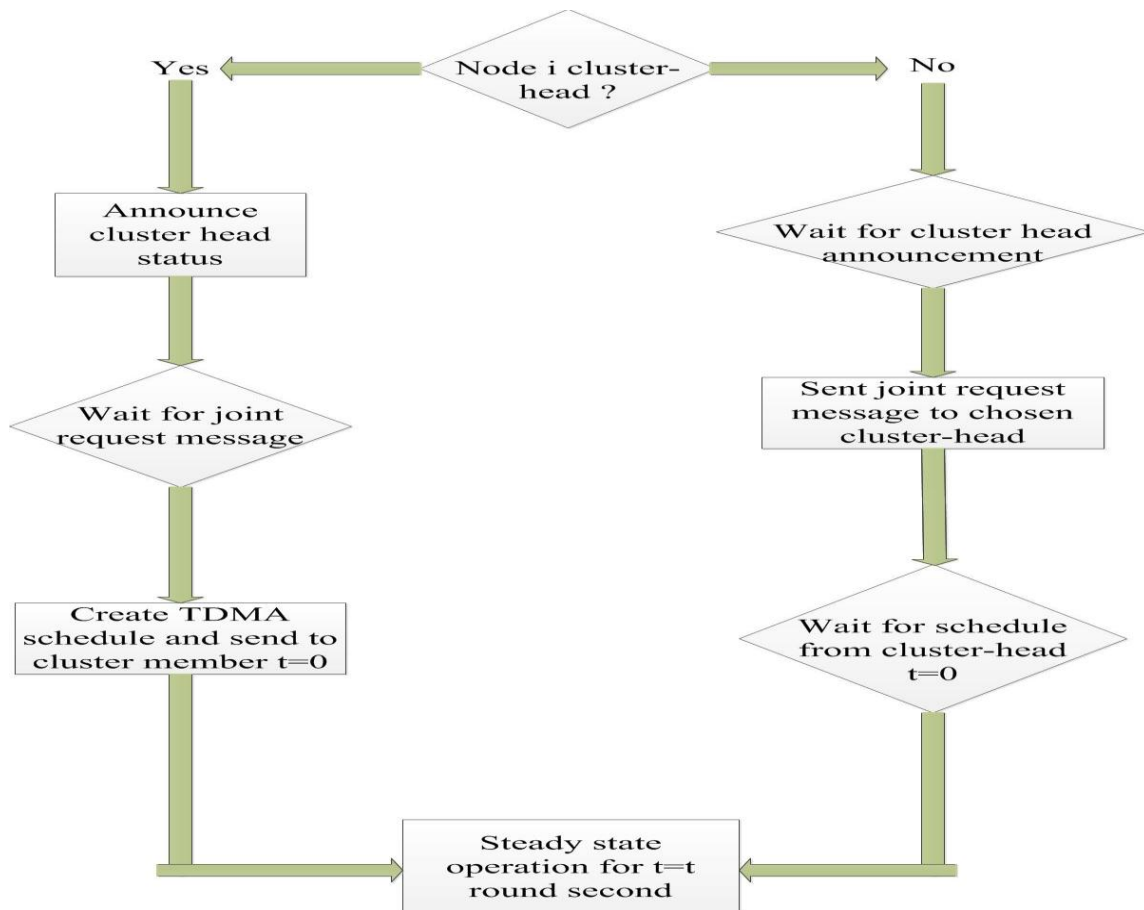 Node i cluster-
head ?
Yes
No
Announce
cluster head
status
Wait for joint
request message
Create TDMA
schedule and send to
cluster member t=0
Wait for cluster head
announcement
Sent joint request
message to chosen
cluster-head
Wait for schedule
from cluster-head
t=0
Steady state
operation for t=t
round second